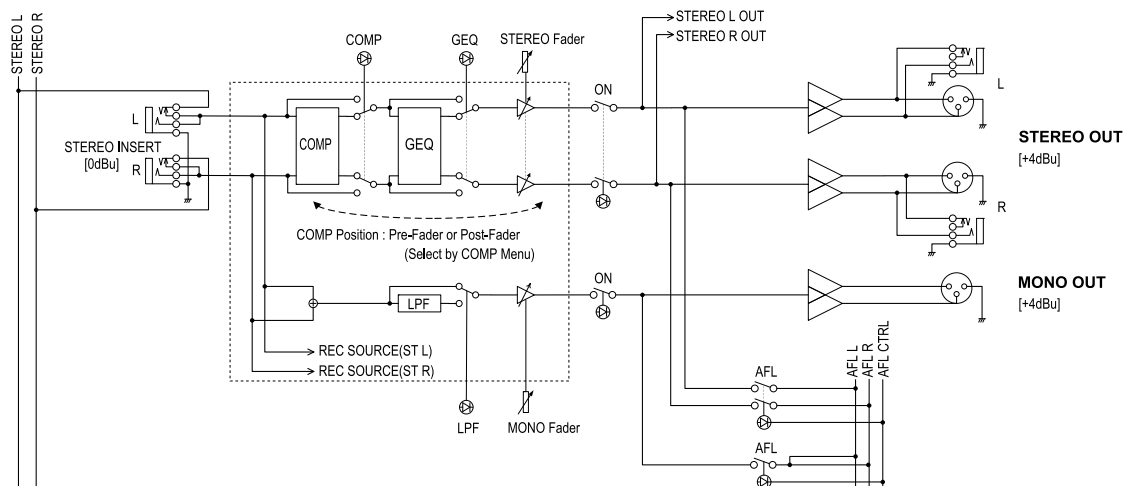 STEREO L
STEREO R
STEREO L OUT
STEREO R OUT
COMP
GEQ
STEREO Fader
ON
L
STEREO INSERT
[0dBu]
R
COMP
GEQ
L
STEREO OUT
[+4dBu]
R
COMP Position : Pre-Fader or Post-Fader
(Select by COMP Menu)
ON
LPF
MONO OUT
[+4dBu]
REC SOURCE(ST L)
REC SOURCE(ST R)
AFL L
AFL R
AFL CTRL
AFL
LPF
MONO Fader
AFL